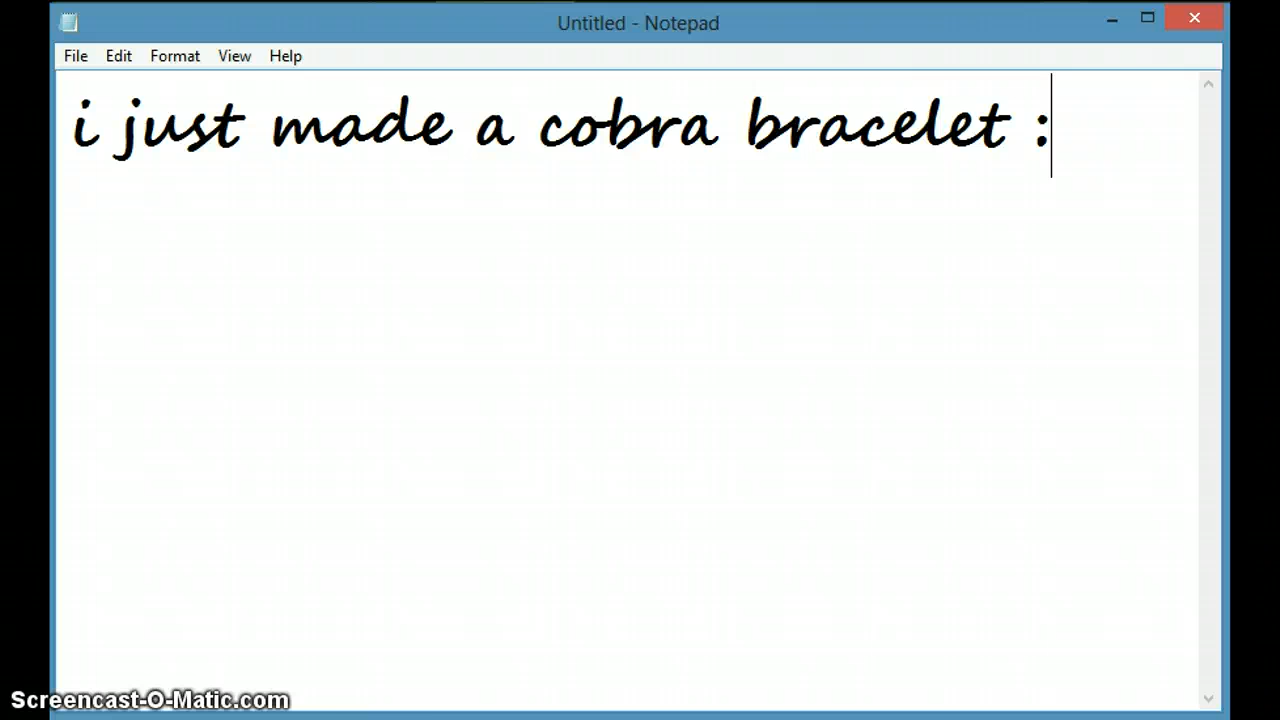 Untitled - Notepad
File Edit Format View Help
i just made a cobra bracelet :
Screencast-O-Matic.com